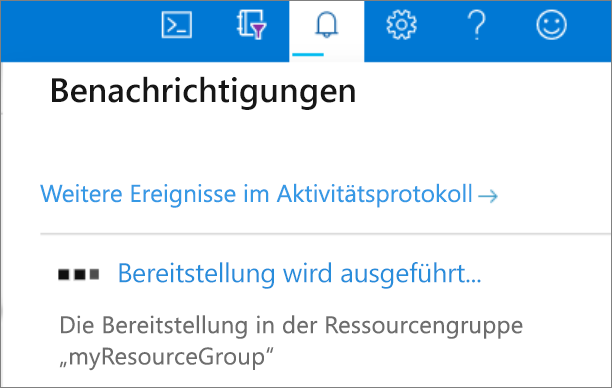 Benachrichtigungen
Weitere Ereignisse im Aktivitätsprotokoll →
Bereitstellung wird ausgeführt...
Die Bereitstellung in der Ressourcengruppe
„myResourceGroup“